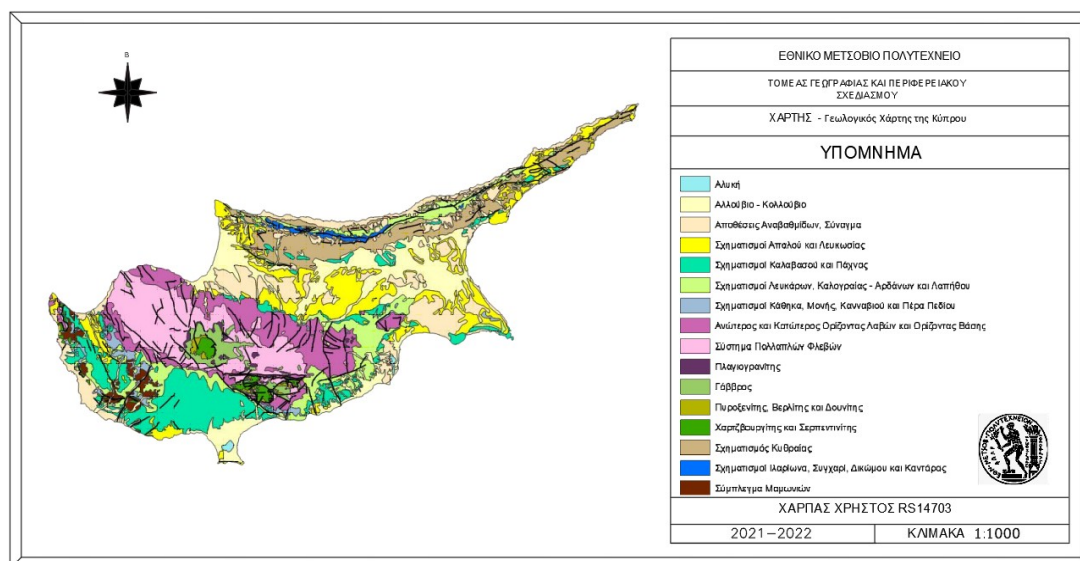 Β
ΕΘΝΙΚΟ ΜΕΤΣΟΒΙΟ ΠΟΛΥΤΕΧΝΕΙΟ
ΤΟΜΕΑΣ ΓΕΩΓΡΑΦΙΑΣ ΚΑΙ ΠΕΡΙΦΕΡΕΙΑΚΟΥ
ΣΧΕΔΙΑΣΜΟΥ
ΧΑΡΤΗΣ - Γεωλογικός Χάρτης της Κύπρου
ΥΠΟΜΝΗΜΑ
Αλυκή
Αλλούβιο - Κολλούβιο
Αποθέσεις Αναβαθμίδων, Σύναγμα
Σχηματισμοί Απαλού και Λευκωσίας
Σχηματισμοί Καλαβασού και Πάχνας
Σχηματισμοί Λευκάρων, Καλογραίας - Αρδάνων και Λαπήθου
Σχηματισμοί Κάθηκα, Μονής, Κανναβιού και Πέρα Πεδίου
Ανώτερος και Κατώτερος Ορίζοντας Λαβών και Ορίζοντας Βάσης
Σύστημα Πολλαπλών Φλεβών
Πλαγιογρανίτης
Γάββρος
Πυροξενίτης, Βερλίτης και Δουνίτης
Χαρτζβουργίτης και Σερπεντινίτης
Σχηματισμός Κυθραίας
Σχηματισμοί Ιλαρίωνα, Συγχαρί, Δικώμου και Καντάρας
Σύμπλεγμα Μαμωνιών
ΧΑΡΠΑΣ ΧΡΗΣΤΟΣ RS14703
2021-2022 ΚΛΙΜΑΚΑ 1:1000